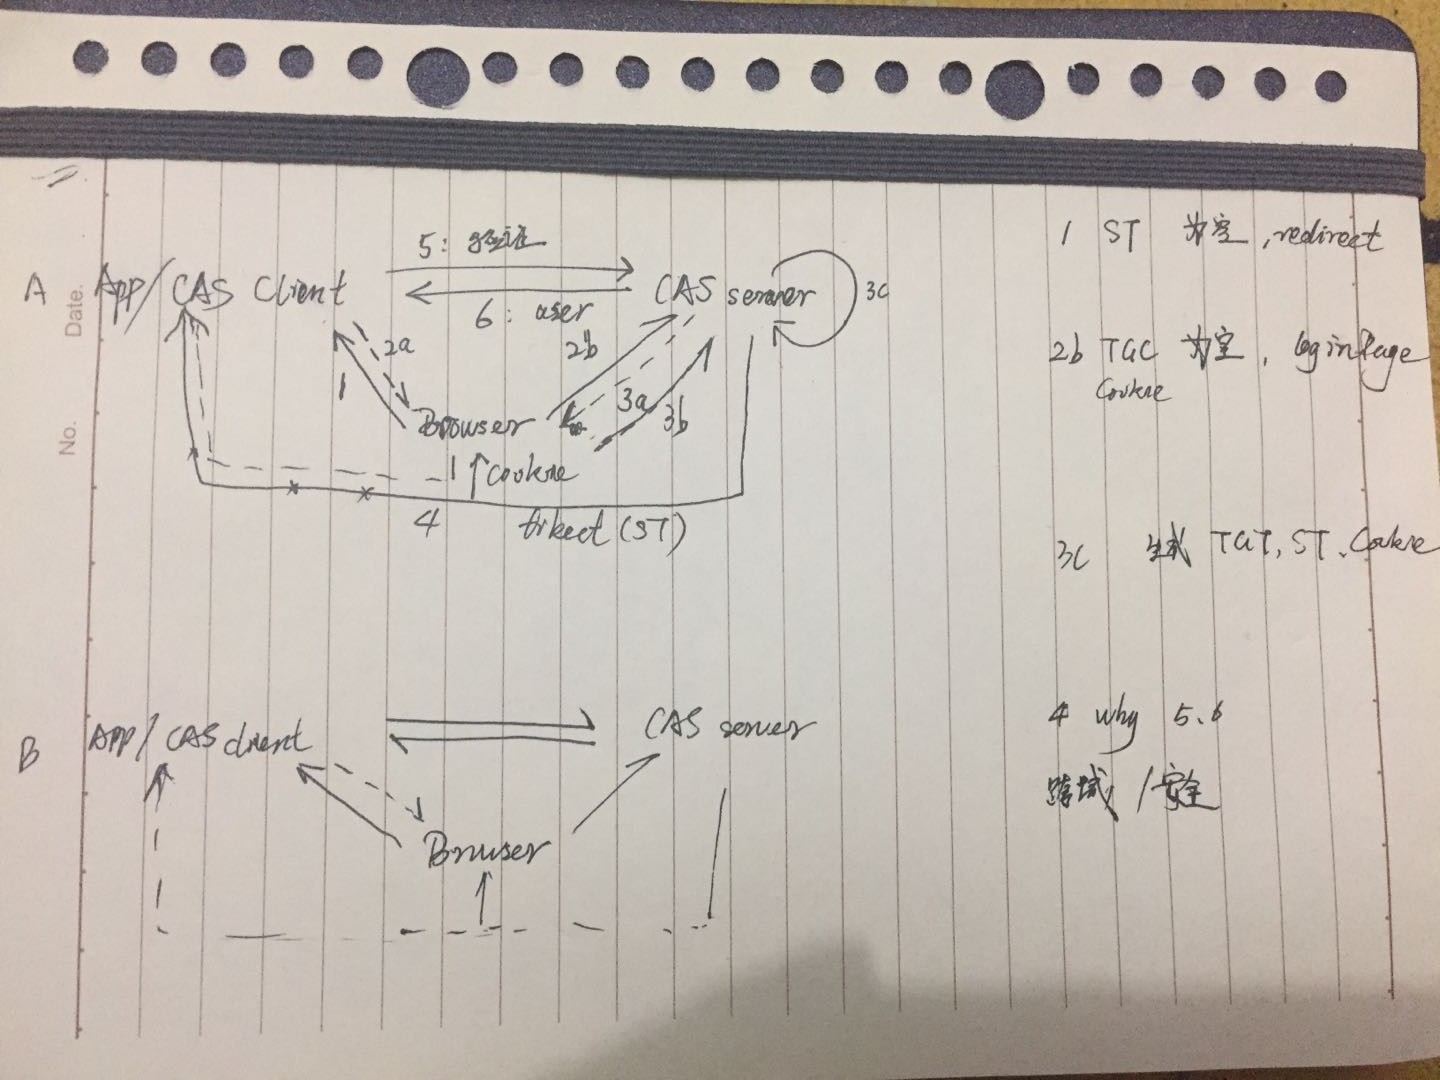 Date.
No.
A App/CAS Client
5: 验证
6: user
CAS server
3c
1
2a
2b
3a
3b
Browser
1
cookie
4
tikect (ST)
1 ST 为空, redirect
2b TGC 为空, loginPage
Cookie
3c 生成 TGT, ST, Cookie
4 why 5.6
跨域/安全
B APP/CAS client
CAS server
Browser